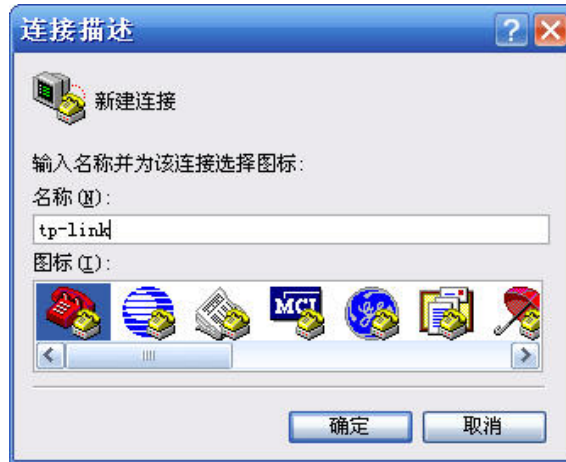 连接描述
新建连接
输入名称并为该连接选择图标:
名称(N):
tp-link
图标(I):
MCI
确定
取消